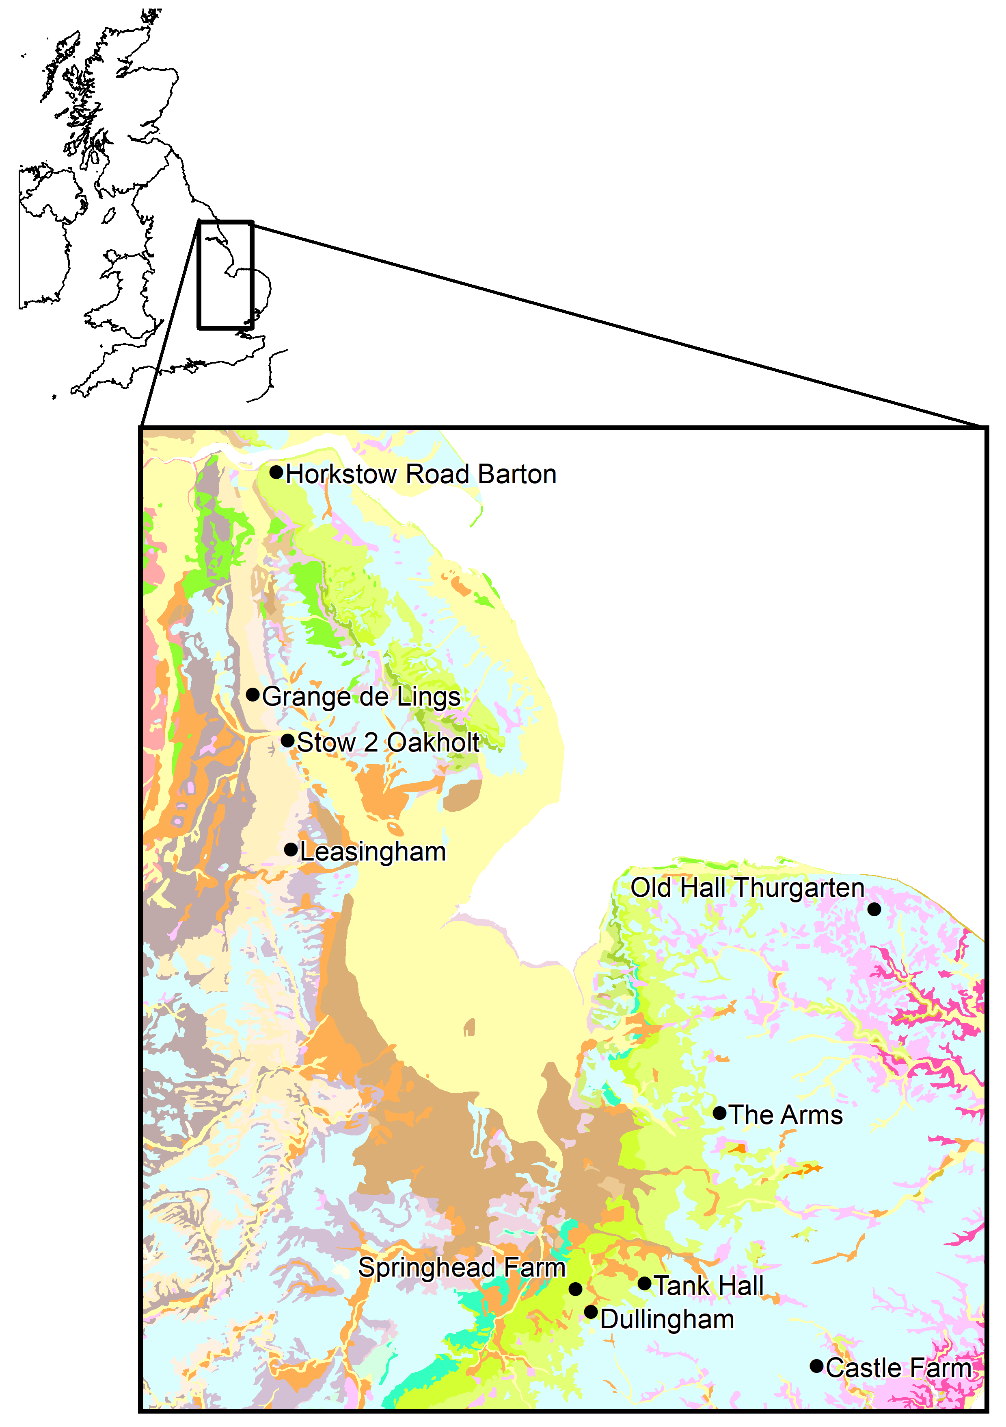 Horkstow Road Barton
Grange de Lings
Stow 2 Oakholt
Leasingham
Old Hall Thurgarten
The Arms
Springhead Farm
Tank Hall
Dullingham
Castle Farm